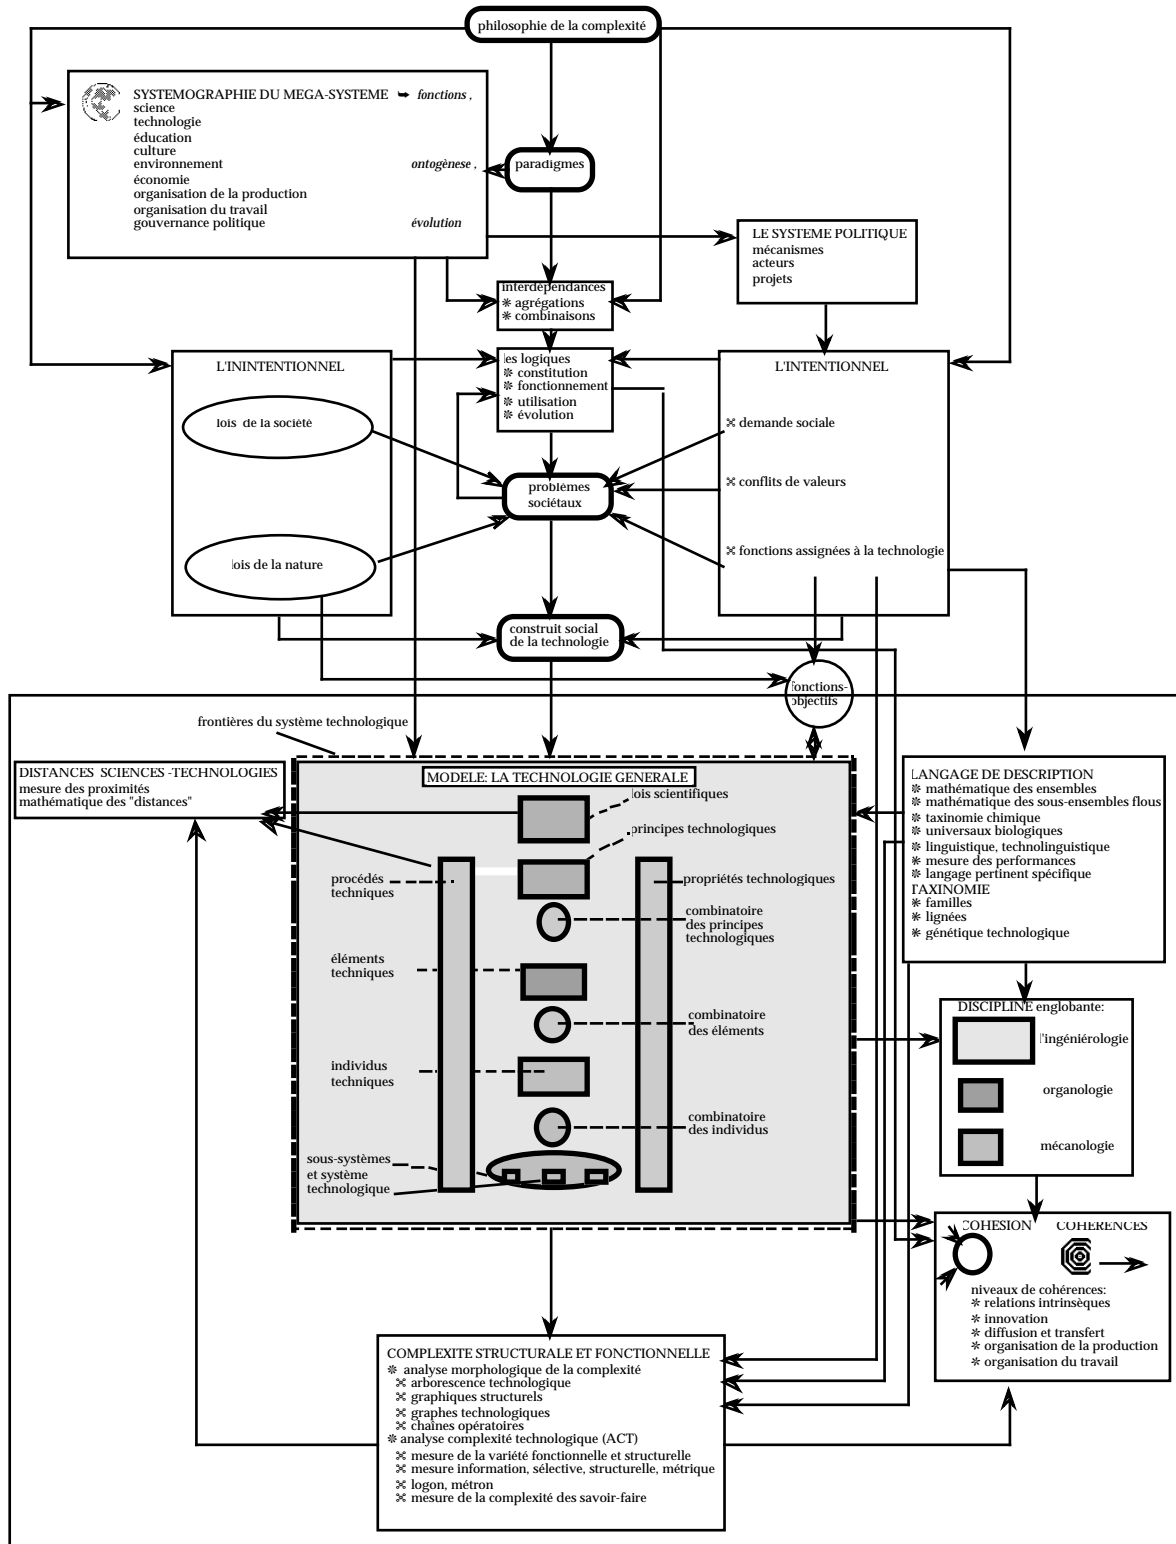 philosophie de la complexité
SYSTEMOGRAPHIE DU MEGA-SYSTEME ➥ fonctions ,
science
technologie
éducation
culture
environnement
ontogènese ,
économie
organisation de la production
organisation du travail
gouvernance politique
évolution
paradigmes
LE SYSTEME POLITIQUE
mécanismes
acteurs
projets
interdépendances
❋ agrégations
❋ combinaisons
L'ININTENTIONNEL
lois de la société
lois de la nature
les logiques
❊ constitution
❊ fonctionnement
❊ utilisation
❊ évolution
L'INTENTIONNEL
⌘ demande sociale
⌘ conflits de valeurs
⌘ fonctions assignées à la technologie
problèmes
sociétaux
construit social
de la technologie
fonctions-
objectifs
frontières du système technologique
DISTANCES SCIENCES -TECHNOLOGIES
mesure des proximités
mathématique des "distances"
MODELE: LA TECHNOLOGIE GENERALE
lois scientifiques
principes technologiques
procédés
techniques
propriétés technologiques
combinatoire
des principes
technologiques
éléments
techniques
combinatoire
des éléments
individus
techniques
combinatoire
des individus
sous-systèmes
et système
technologique
LANGAGE DE DESCRIPTION
❊ mathématique des ensembles
❊ mathématique des sous-ensembles flous
❊ taxinomie chimique
❊ universaux biologiques
❊ linguistique, technolinguistique
❋ mesure des performances
❊ langage pertinent spécifique
TAXINOMIE
❋ familles
❋ lignées
❋ génétique technologique
DISCIPLINE englobante:
l'ingéniérologie
organologie
mécanologie
COHESION COHERENCES
niveaux de cohérences:
✳ relations intrinsèques
✳ innovation
✳ diffusion et transfert
✳ organisation de la production
✳ organisation du travail
COMPLEXITE STRUCTURALE ET FONCTIONNELLE
❊ analyse morphologique de la complexité
⌘ arborescence technologique
⌘ graphiques structurels
⌘ graphes technologiques
⌘ chaînes opératoires
❊ analyse complexité technologique (ACT)
⌘ mesure de la variété fonctionnelle et structurelle
⌘ mesure information, sélective, structurelle, métrique
⌘ logon, métron
⌘ mesure de la complexité des savoir-faire